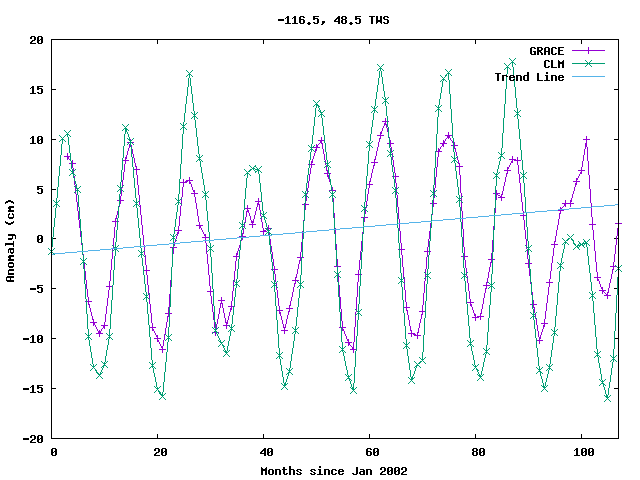 -116.5, 48.5 TWS
GRACE
CLM
Trend Line
20
15
10
5
0
-5
-10
-15
-20
Anomaly (cm)
0 20 40 60 80 100
Months since Jan 2002